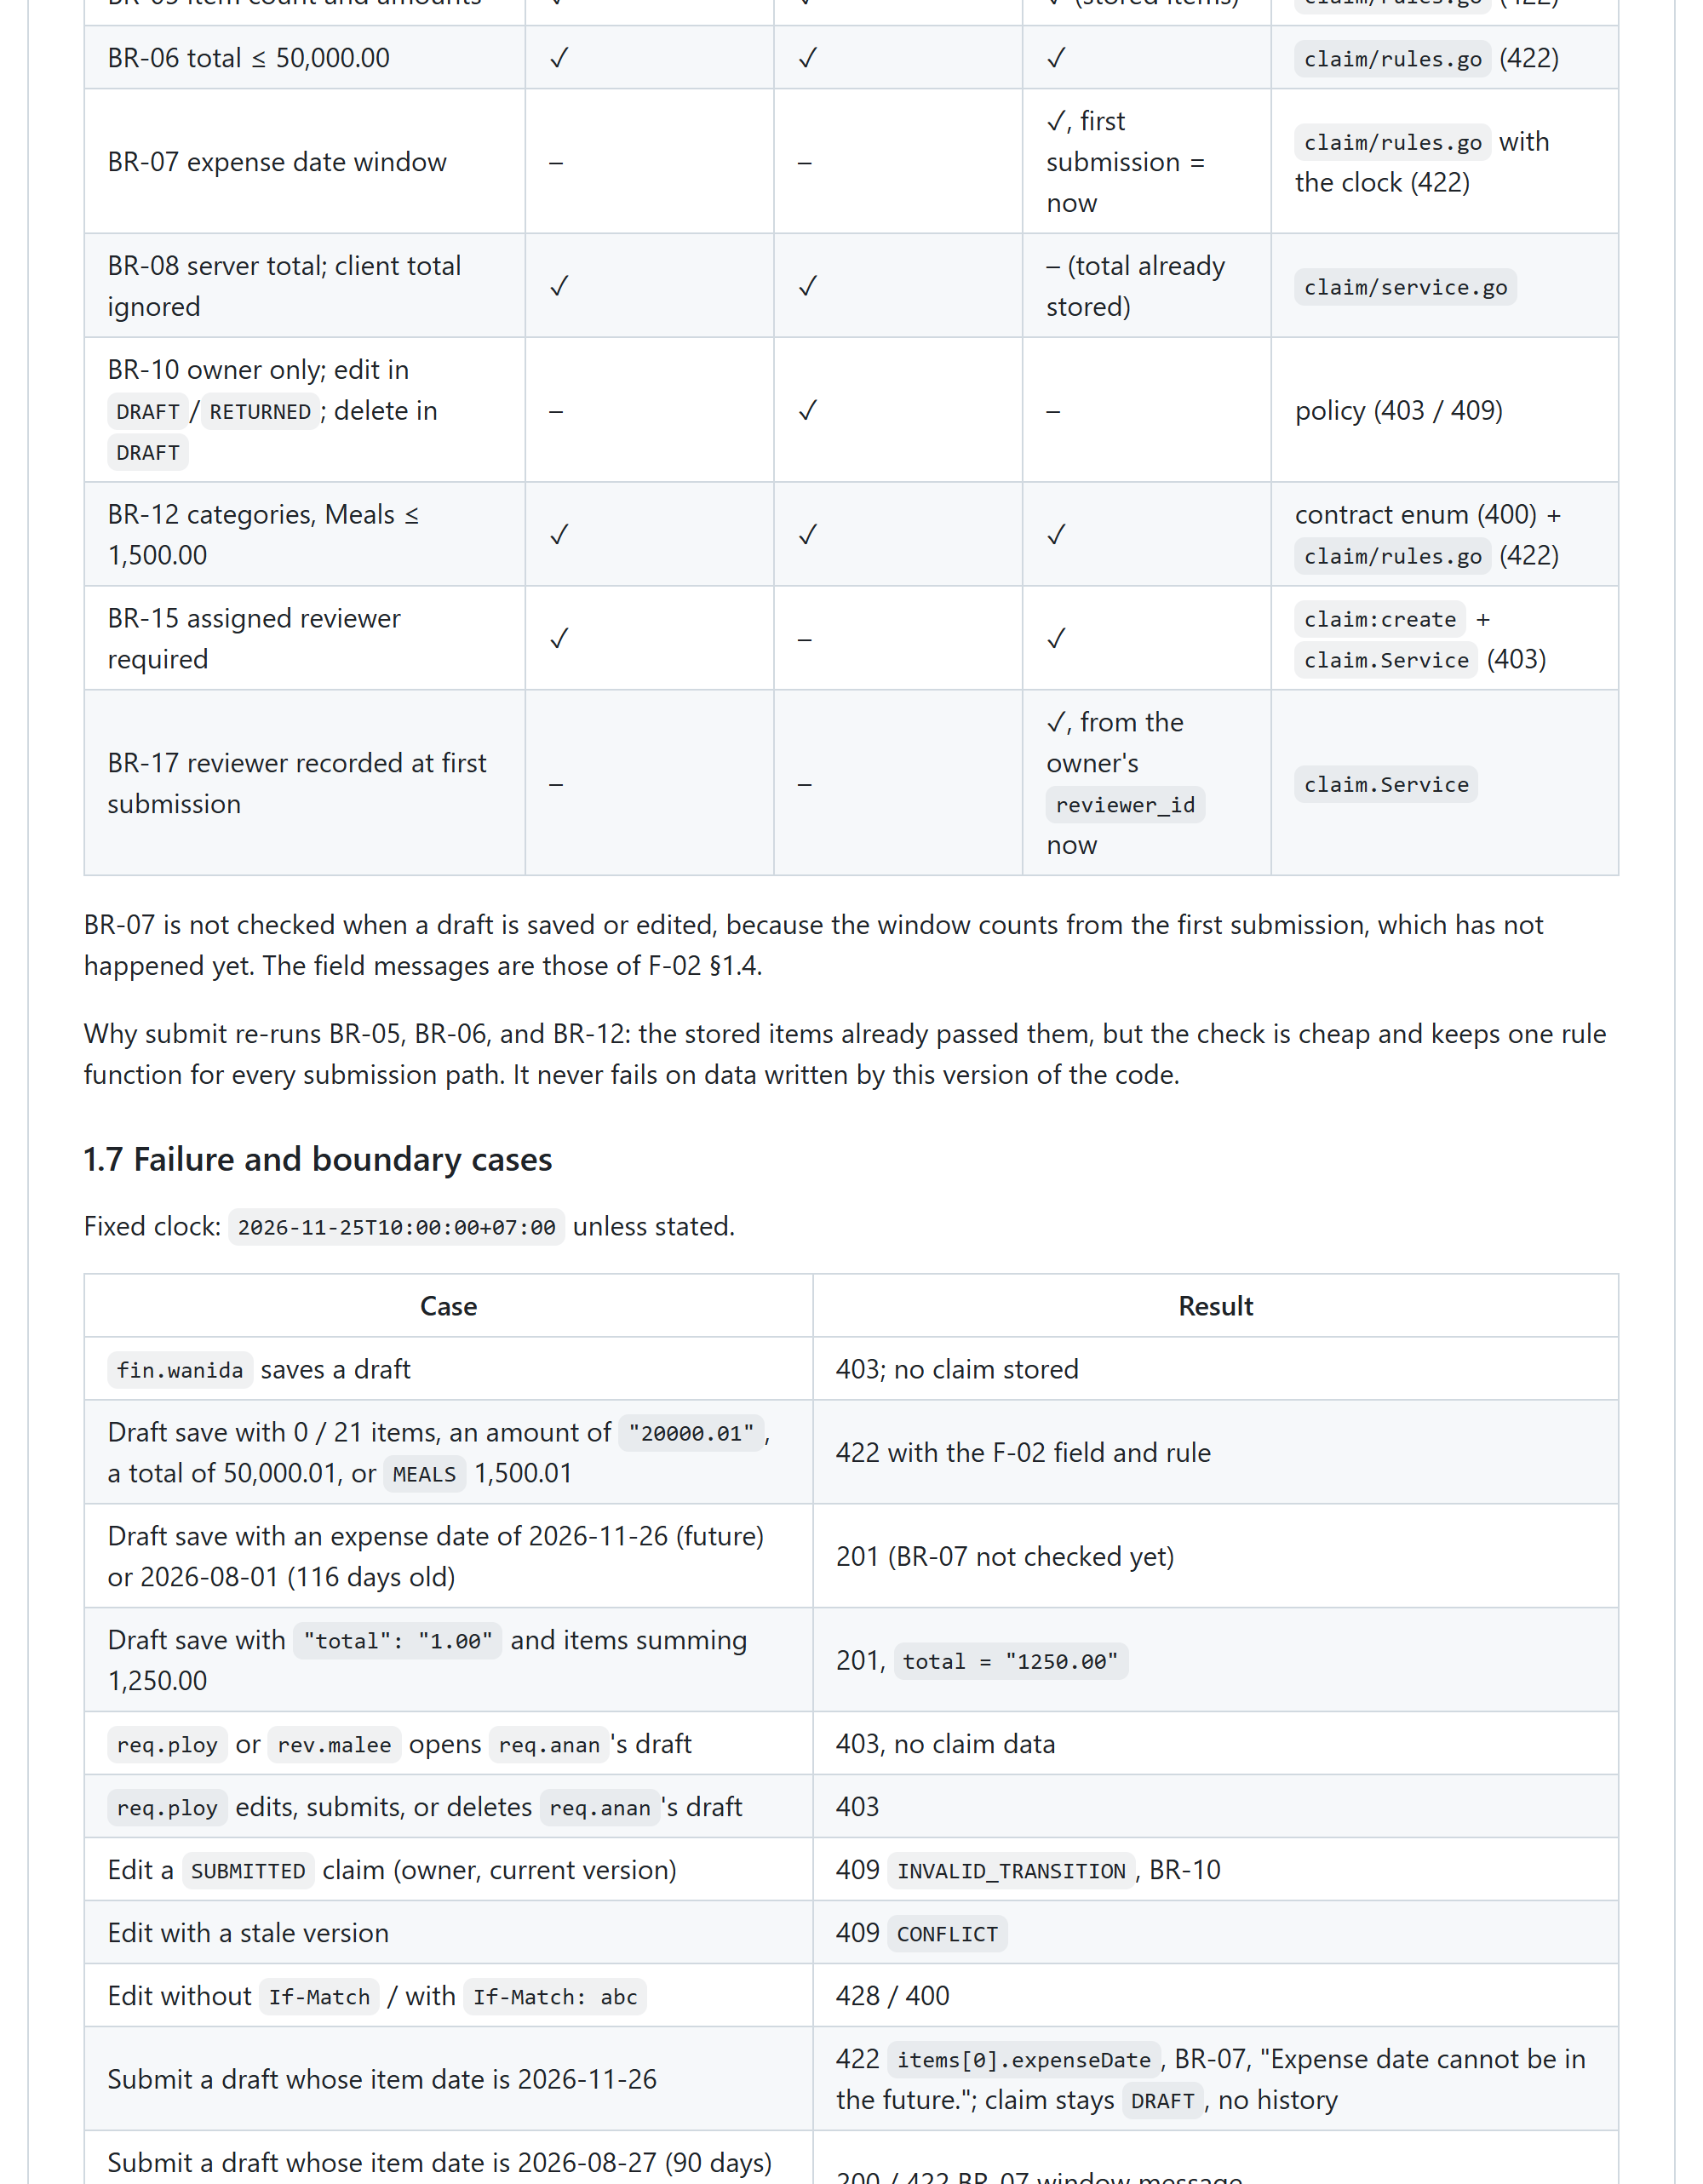 BR-05 item count and amounts ✓ ✓ ✓ (stored items) claim/rules.go (422)
BR-06 total ≤ 50,000.00 ✓ ✓ ✓ claim/rules.go (422)
BR-07 expense date window – – ✓, first submission = now claim/rules.go with the clock (422)
BR-08 server total; client total ignored ✓ ✓ – (total already stored) claim/service.go
BR-10 owner only; edit in DRAFT/RETURNED; delete in DRAFT – ✓ – policy (403 / 409)
BR-12 categories, Meals ≤ 1,500.00 ✓ ✓ ✓ contract enum (400) + claim/rules.go (422)
BR-15 assigned reviewer required ✓ – ✓ claim:create + claim.Service (403)
BR-17 reviewer recorded at first submission – – ✓, from the owner's reviewer_id now claim.Service
BR-07 is not checked when a draft is saved or edited, because the window counts from the first submission, which has not
happened yet. The field messages are those of F-02 §1.4.
Why submit re-runs BR-05, BR-06, and BR-12: the stored items already passed them, but the check is cheap and keeps one rule
function for every submission path. It never fails on data written by this version of the code.
1.7 Failure and boundary cases
Fixed clock: 2026-11-25T10:00:00+07:00 unless stated.
Case Result
fin.wanida saves a draft 403; no claim stored
Draft save with 0 / 21 items, an amount of "20000.01", a total of 50,000.01, or MEALS 1,500.01 422 with the F-02 field and rule
Draft save with an expense date of 2026-11-26 (future) or 2026-08-01 (116 days old) 201 (BR-07 not checked yet)
Draft save with "total": "1.00" and items summing 1,250.00 201, total = "1250.00"
req.ploy or rev.malee opens req.anan's draft 403, no claim data
req.ploy edits, submits, or deletes req.anan's draft 403
Edit a SUBMITTED claim (owner, current version) 409 INVALID_TRANSITION, BR-10
Edit with a stale version 409 CONFLICT
Edit without If-Match / with If-Match: abc 428 / 400
Submit a draft whose item date is 2026-11-26 422 items[0].expenseDate, BR-07, "Expense date cannot be in the future."; claim stays DRAFT, no history
Submit a draft whose item date is 2026-08-27 (90 days) 200 / 422 BR-07 window message